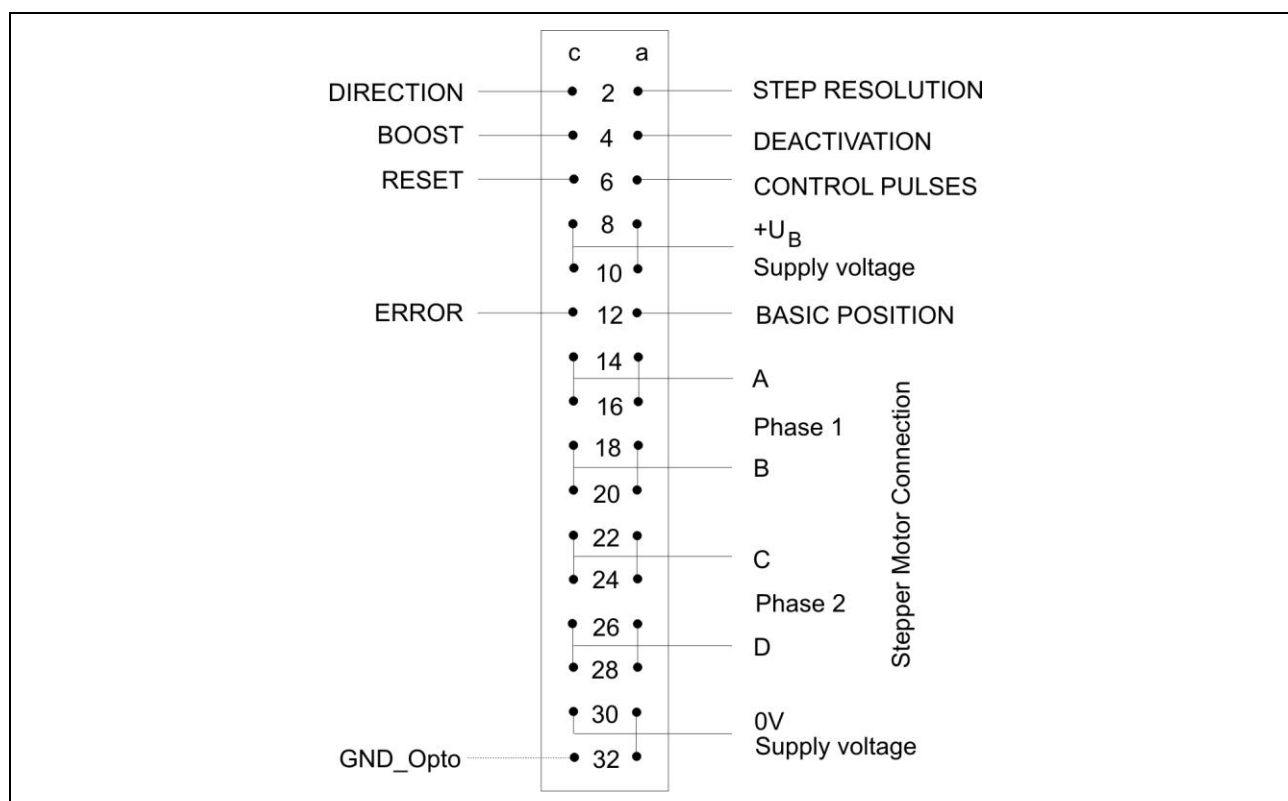 c a
DIRECTION 2 STEP RESOLUTION
BOOST 4 DEACTIVATION
RESET 6 CONTROL PULSES
8 +UB
10 Supply voltage
ERROR 12 BASIC POSITION
14
A
16
Phase 1
18
B
20
22
C
24
Phase 2
26
D
28
Stepper Motor Connection
30 0V
Supply voltage
GND_Opto 32